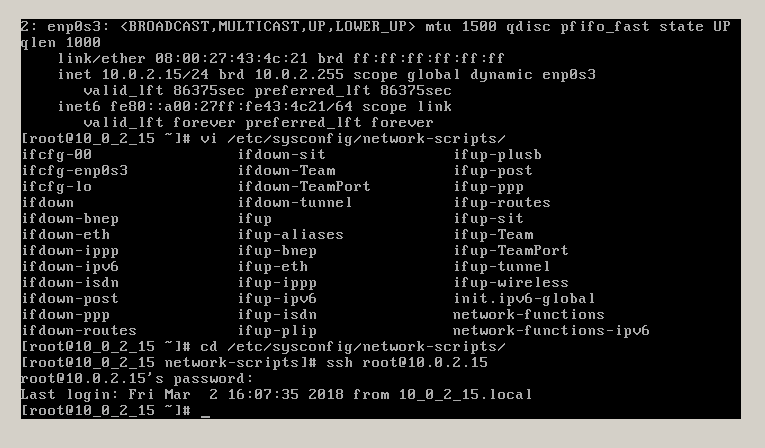 2: enp0s3: <BROADCAST,MULTICAST,UP,LOWER_UP> mtu 1500 qdisc pfifo_fast state UP
qlen 1000
    link/ether 08:00:27:43:4c:21 brd ff:ff:ff:ff:ff:ff
    inet 10.0.2.15/24 brd 10.0.2.255 scope global dynamic enp0s3
       valid_lft 86375sec preferred_lft 86375sec
    inet6 fe80::a00:27ff:fe43:4c21/64 scope link
       valid_lft forever preferred_lft forever
[root@10_0_2_15 ~]# vi /etc/sysconfig/network-scripts/
ifcfg-00                 ifdown-sit               ifup-plusb
ifcfg-enp0s3             ifdown-Team              ifup-post
ifcfg-lo                 ifdown-TeamPort          ifup-ppp
ifdown                   ifdown-tunnel            ifup-routes
ifdown-bnep              ifup                     ifup-sit
ifdown-eth               ifup-aliases             ifup-Team
ifdown-ippp              ifup-bnep                ifup-TeamPort
ifdown-ipv6              ifup-eth                 ifup-tunnel
ifdown-isdn              ifup-ippp                ifup-wireless
ifdown-post              ifup-ipv6                init.ipv6-global
ifdown-ppp               ifup-isdn                network-functions
ifdown-routes            ifup-plip                network-functions-ipv6
[root@10_0_2_15 ~]# cd /etc/sysconfig/network-scripts/
[root@10_0_2_15 network-scripts]# ssh root@10.0.2.15
root@10.0.2.15's password:
Last login: Fri Mar  2 16:07:35 2018 from 10_0_2_15.local
[root@10_0_2_15 ~]# _